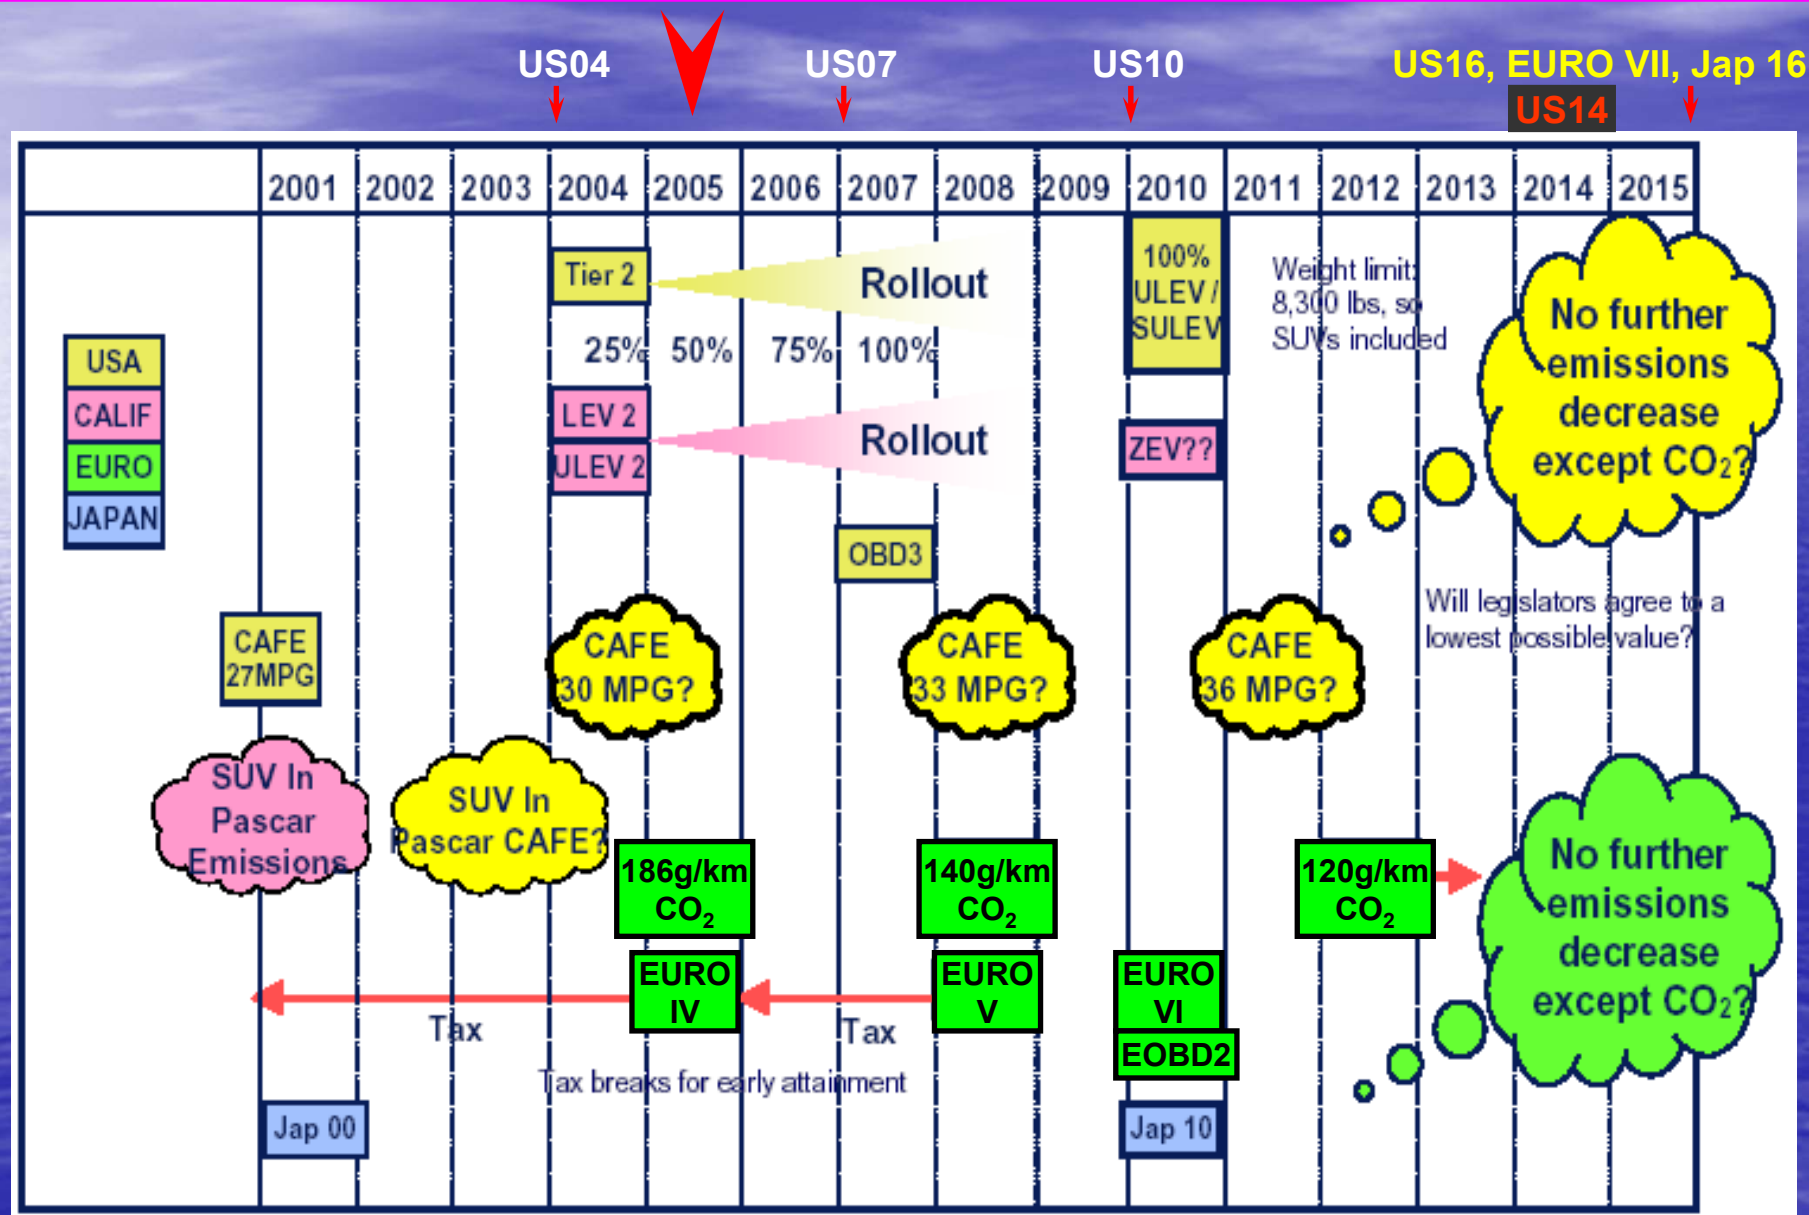 US04 US07 US10 US16, EURO VII, Jap 16
US14
2001 2002 2003 2004 2005 2006 2007 2008 2009 2010 2011 2012 2013 2014 2015
Tier 2
Rollout
100%
ULEV /
SULEV
Weight limit:
8,300 lbs, so
SUVs included
No further
emissions
decrease
except CO₂?
25% 50% 75% 100%
USA
CALIF
EURO
JAPAN
LEV 2
ULEV 2
Rollout
ZEV??
OBD3
Will legislators agree to a
lowest possible value?
CAFE
27MPG
CAFE
30 MPG?
CAFE
33 MPG?
CAFE
36 MPG?
SUV In
Pascar
Emissions
SUV In
Pascar CAFE?
186g/km
CO₂
140g/km
CO₂
120g/km
CO₂
No further
emissions
decrease
except CO₂?
EURO
IV
EURO
V
EURO
VI
EOBD2
Tax
Tax
Tax breaks for early attainment
Jap 00
Jap 10